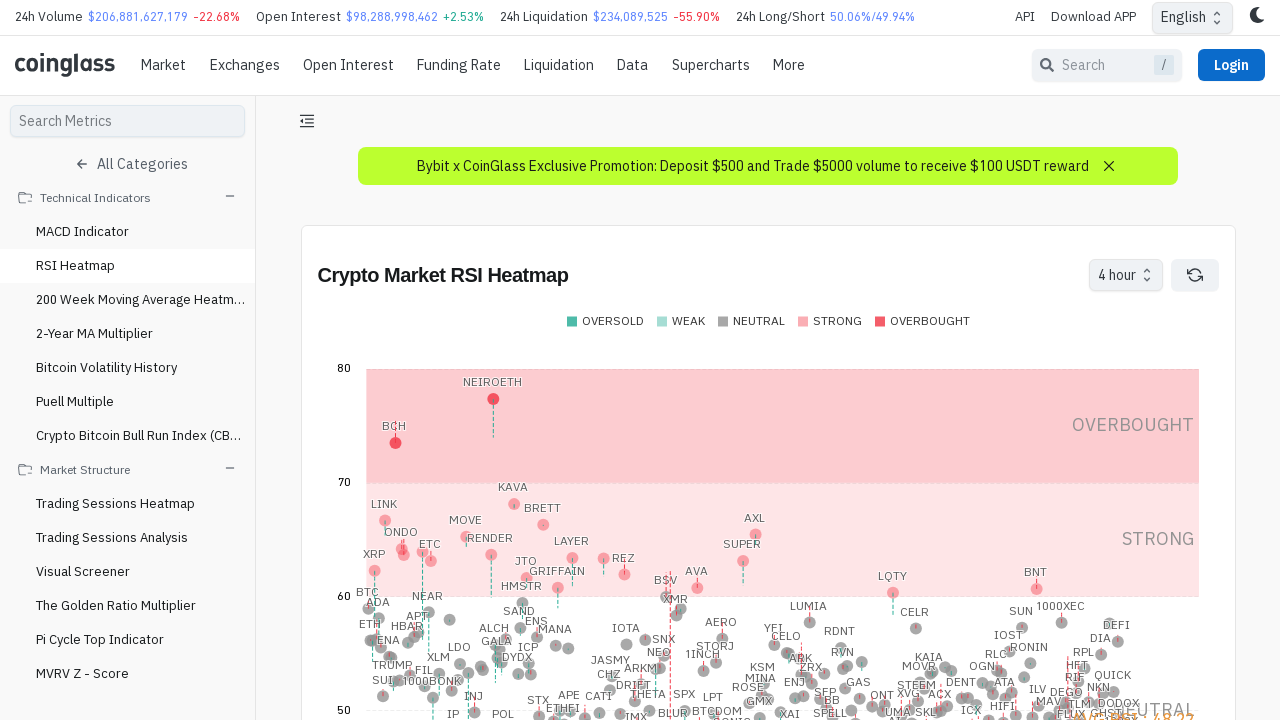 24h Volume $206,881,627,179 -22.68% Open Interest $98,288,998,462 +2.53% 24h Liquidation $234,089,525 -55.90% 24h Long/Short 50.06%/49.94% API Download APP English
coinglass Market Exchanges Open Interest Funding Rate Liquidation Data Supercharts More Search / Login
Search Metrics
All Categories
Technical Indicators
MACD Indicator
RSI Heatmap
200 Week Moving Average Heatm...
2-Year MA Multiplier
Bitcoin Volatility History
Puell Multiple
Crypto Bitcoin Bull Run Index (CB...
Market Structure
Trading Sessions Heatmap
Trading Sessions Analysis
Visual Screener
The Golden Ratio Multiplier
Pi Cycle Top Indicator
MVRV Z - Score
Bybit x CoinGlass Exclusive Promotion: Deposit $500 and Trade $5000 volume to receive $100 USDT reward
Crypto Market RSI Heatmap
4 hour
OVERSOLD WEAK NEUTRAL STRONG OVERBOUGHT
80
NEIROETH
BCH
OVERBOUGHT
70
KAVA
LINK
BRETT
MOVE
AXL
ONDO
RENDER
STRONG
ETC
LAYER
SUPER
XRP
JTO
REZ
GRIFFAIN
AVA
LQTY
BNT
HMSTR
BSV
60
BTC
NEAR
ADA
XMR
LUMIA
1000XEC
SAND
CELR
SUN
APT
ENS
ETH
HBAR
ALCH
MANA
IOTA
AERO
YFI
RDNT
DEFI
ENA
GALA
SNX
CELO
IOST
DIA
LDO
ICP
STORJ
RONIN
NEO
1INCH
RVN
RLC
RPL
XLM
DYDX
JASMY
ARK
KAIA
TRUMP
FIL
ARKM
KSM
ZRX
MOVR
OGN
HFT
SUI
1000BONK
CHZ
MINA
ENJ
GAS
DENT
ATA
RIF
QUICK
DRIFT
ROSE
STEEM
NKN
INJ
APE
CATI
THETA
SPX
LPT
SFP
ONT
XVG
ACX
ILV
DEGO
STX
GMX
BB
HIFI
MAV
TLM
DODOX
IP
POL
ETHFI
IMX
BLUR
BTCDOM
XAI
SPELL
UMA
SKL
ICX
FLUX
GHST
50
NEUTRAL